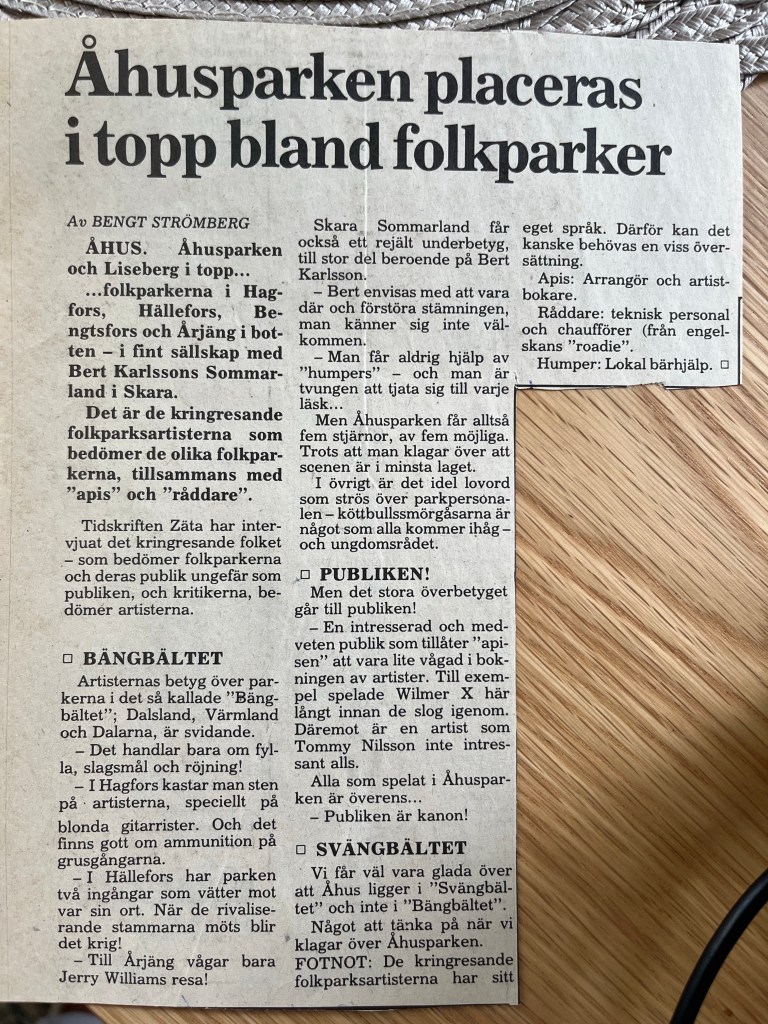 Åhusparken placeras
i topp bland folkparker
Av BENGT STRÖMBERG
ÅHUS. Åhusparken
och Liseberg i topp...
...folkparkerna i Hag-
fors, Hällefors, Be-
ngtsfors och Årjäng i bot-
ten – i fint sällskap med
Bert Karlssons Sommar-
land i Skara.
Det är de kringresande
folkparksartisterna som
bedömer de olika folkpar-
kerna, tillsammans med
"apis" och "råddare".
Tidskriften Zäta har inter-
vjuat det kringresande folket
– som bedömer folkparkerna
och deras publik ungefär som
publiken, och kritikerna, be-
dömer artisterna.
□ BÄNGBÄLTET
Artisternas betyg över par-
kerna i det så kallade "Bäng-
bältet"; Dalsland, Värmland
och Dalarna, är svidande.
– Det handlar bara om fyl-
la, slagsmål och röjning!
– I Hagfors kastar man sten
på artisterna, speciellt på
blonda gitarrister. Och det
finns gott om ammunition på
grusgångarna.
– I Hällefors har parken
två ingångar som vätter mot
var sin ort. När de rivalise-
rande stammarna möts blir
det krig!
– Till Årjäng vågar bara
Jerry Williams resa!
Skara Sommarland får
också ett rejält underbetyg,
till stor del beroende på Bert
Karlsson.
– Bert envisas med att vara
där och förstöra stämningen,
man känner sig inte väl-
kommen.
– Man får aldrig hjälp av
"humpers" – och man är
tvungen att tjata sig till varje
läsk...
Men Åhusparken får alltså
fem stjärnor, av fem möjliga.
Trots att man klagar över att
scenen är i minsta laget.
I övrigt är det idel lovord
som strös över parkpersona-
len – köttbullssmörgåsarna är
något som alla kommer ihåg –
och ungdomsrådet.
□ PUBLIKEN!
Men det stora överbetyget
går till publiken!
– En intresserad och med-
veten publik som tillåter "api-
sen" att vara lite vågad i bok-
ningen av artister. Till exem-
pel spelade Wilmer X här
långt innan de slog igenom.
Däremot är en artist som
Tommy Nilsson inte intres-
sant alls.
Alla som spelat i Åhuspar-
ken är överens...
– Publiken är kanon!
□ SVÄNGBÄLTET
Vi får väl vara glada över
att Åhus ligger i "Svängbäl-
tet" och inte i "Bängbältet".
Något att tänka på när vi
klagar över Åhusparken.
FOTNOT: De kringresande
folkparksartisterna har sitt
eget språk. Därför kan det
kanske behövas en viss över-
sättning.
Apis: Arrangör och artist-
bokare.
Råddare: teknisk personal
och chaufförer (från engel-
skans "roadie".
Humper: Lokal bärhjälp. □